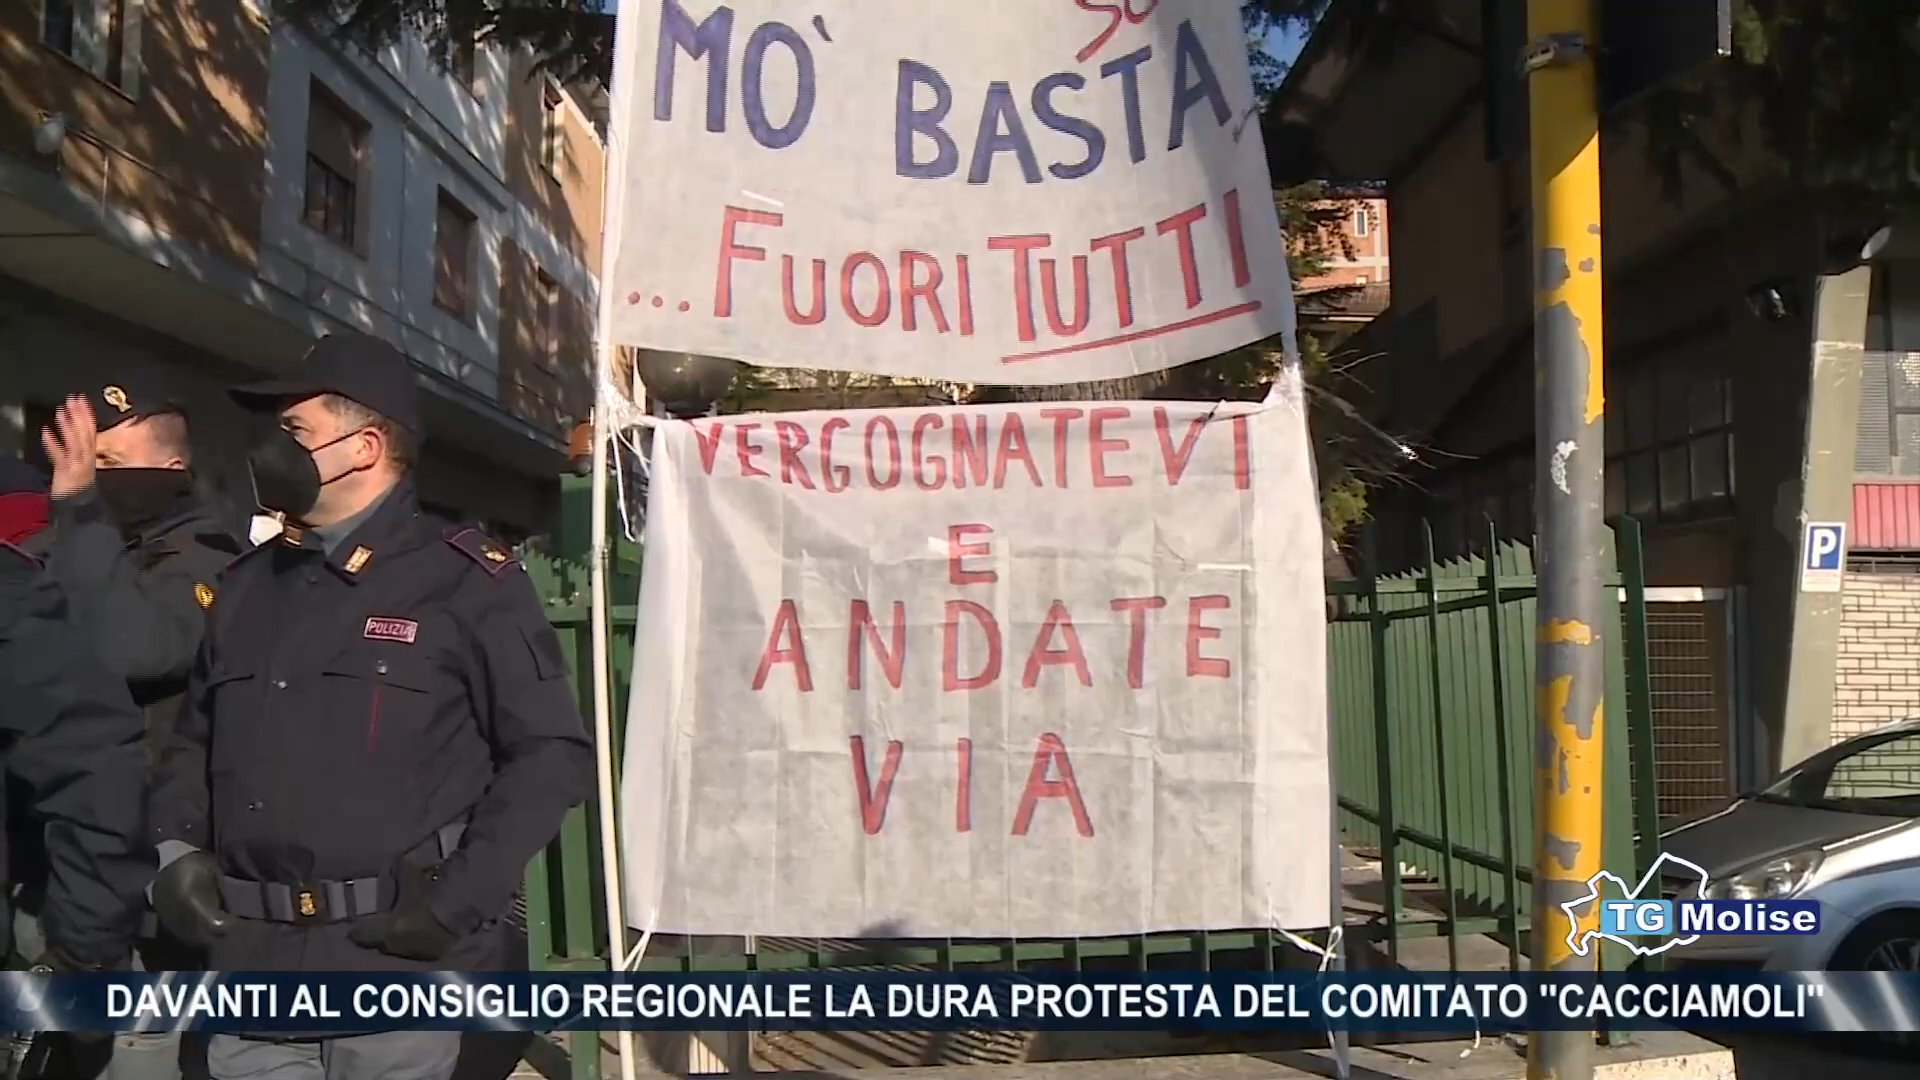 MO' BASTA
...FUORI TUTTI
VERGOGNATEVI
E
ANDATE
VIA
POLIZIA
P
TG Molise
DAVANTI AL CONSIGLIO REGIONALE LA DURA PROTESTA DEL COMITATO "CACCIAMOLI"